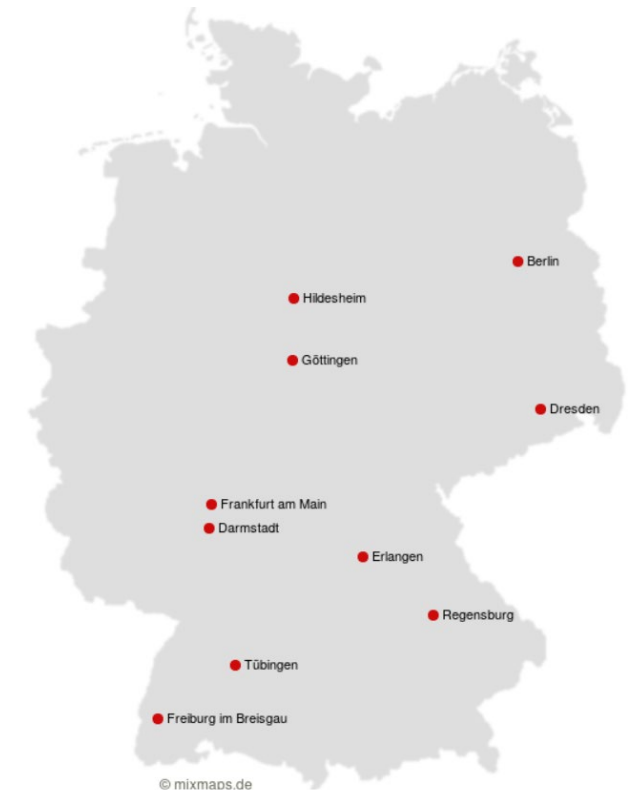 Berlin
Hildesheim
Göttingen
Dresden
Frankfurt am Main
Darmstadt
Erlangen
Regensburg
Tübingen
Freiburg im Breisgau
© mixmaps.de